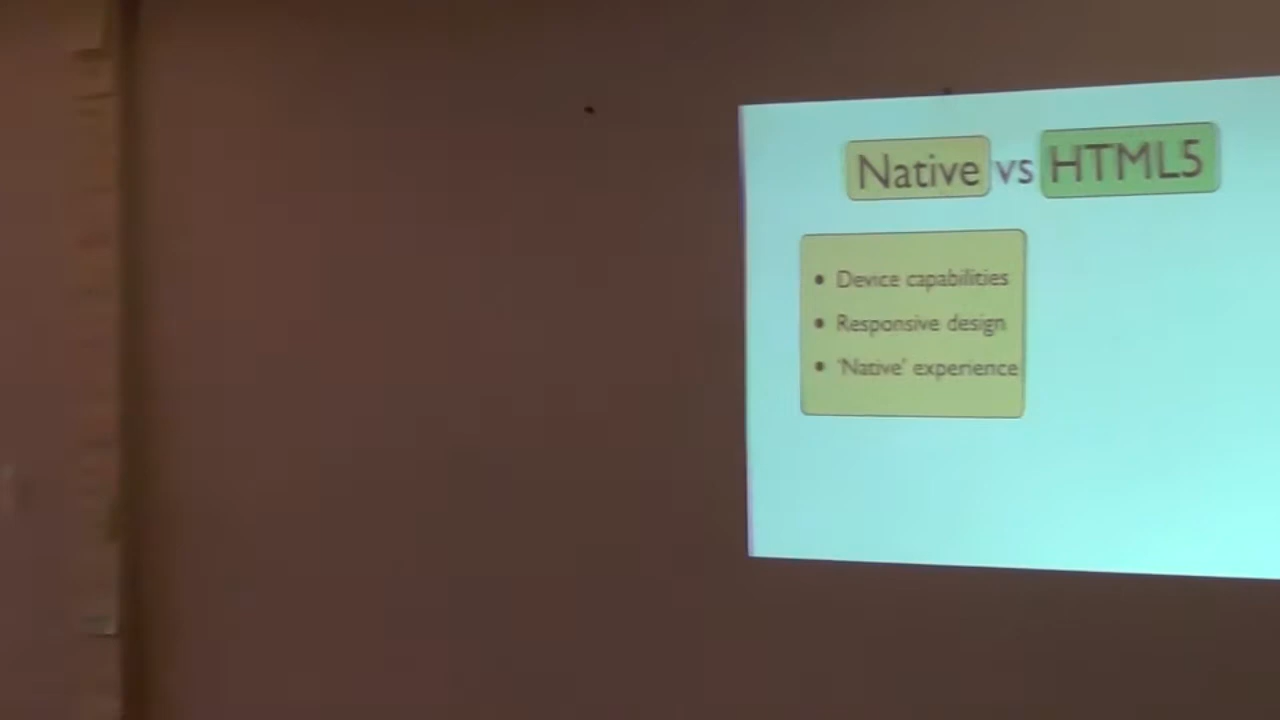 Native vs HTML5
• Device capabilities
• Responsive design
• 'Native' experience